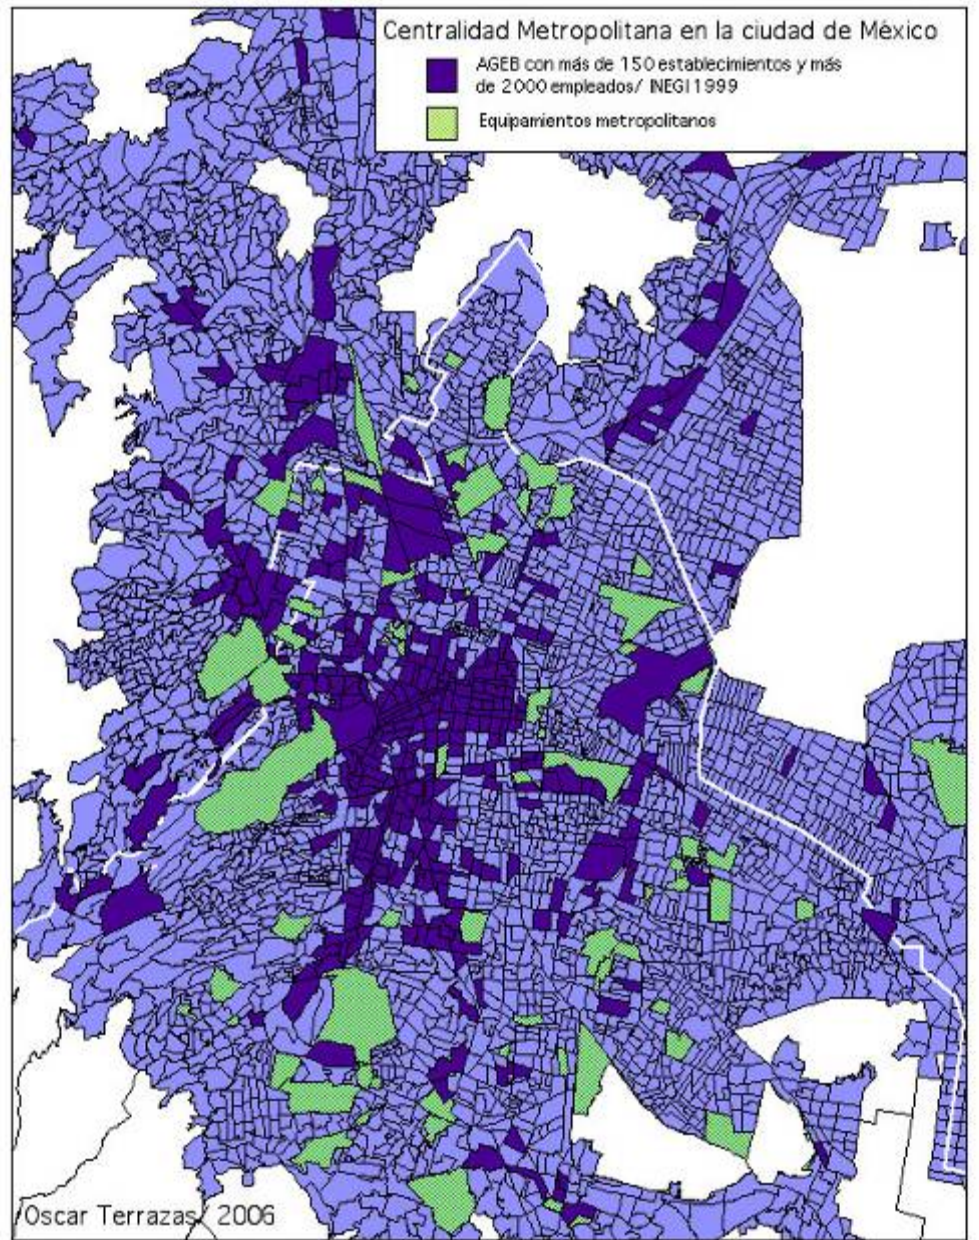 Centralidad Metropolitana en la ciudad de México
AGEB con más de 150 establecimientos y más
de 2000 empleados/ INEGI 1999
Equipamientos metropolitanos
Oscar Terrazas/ 2006